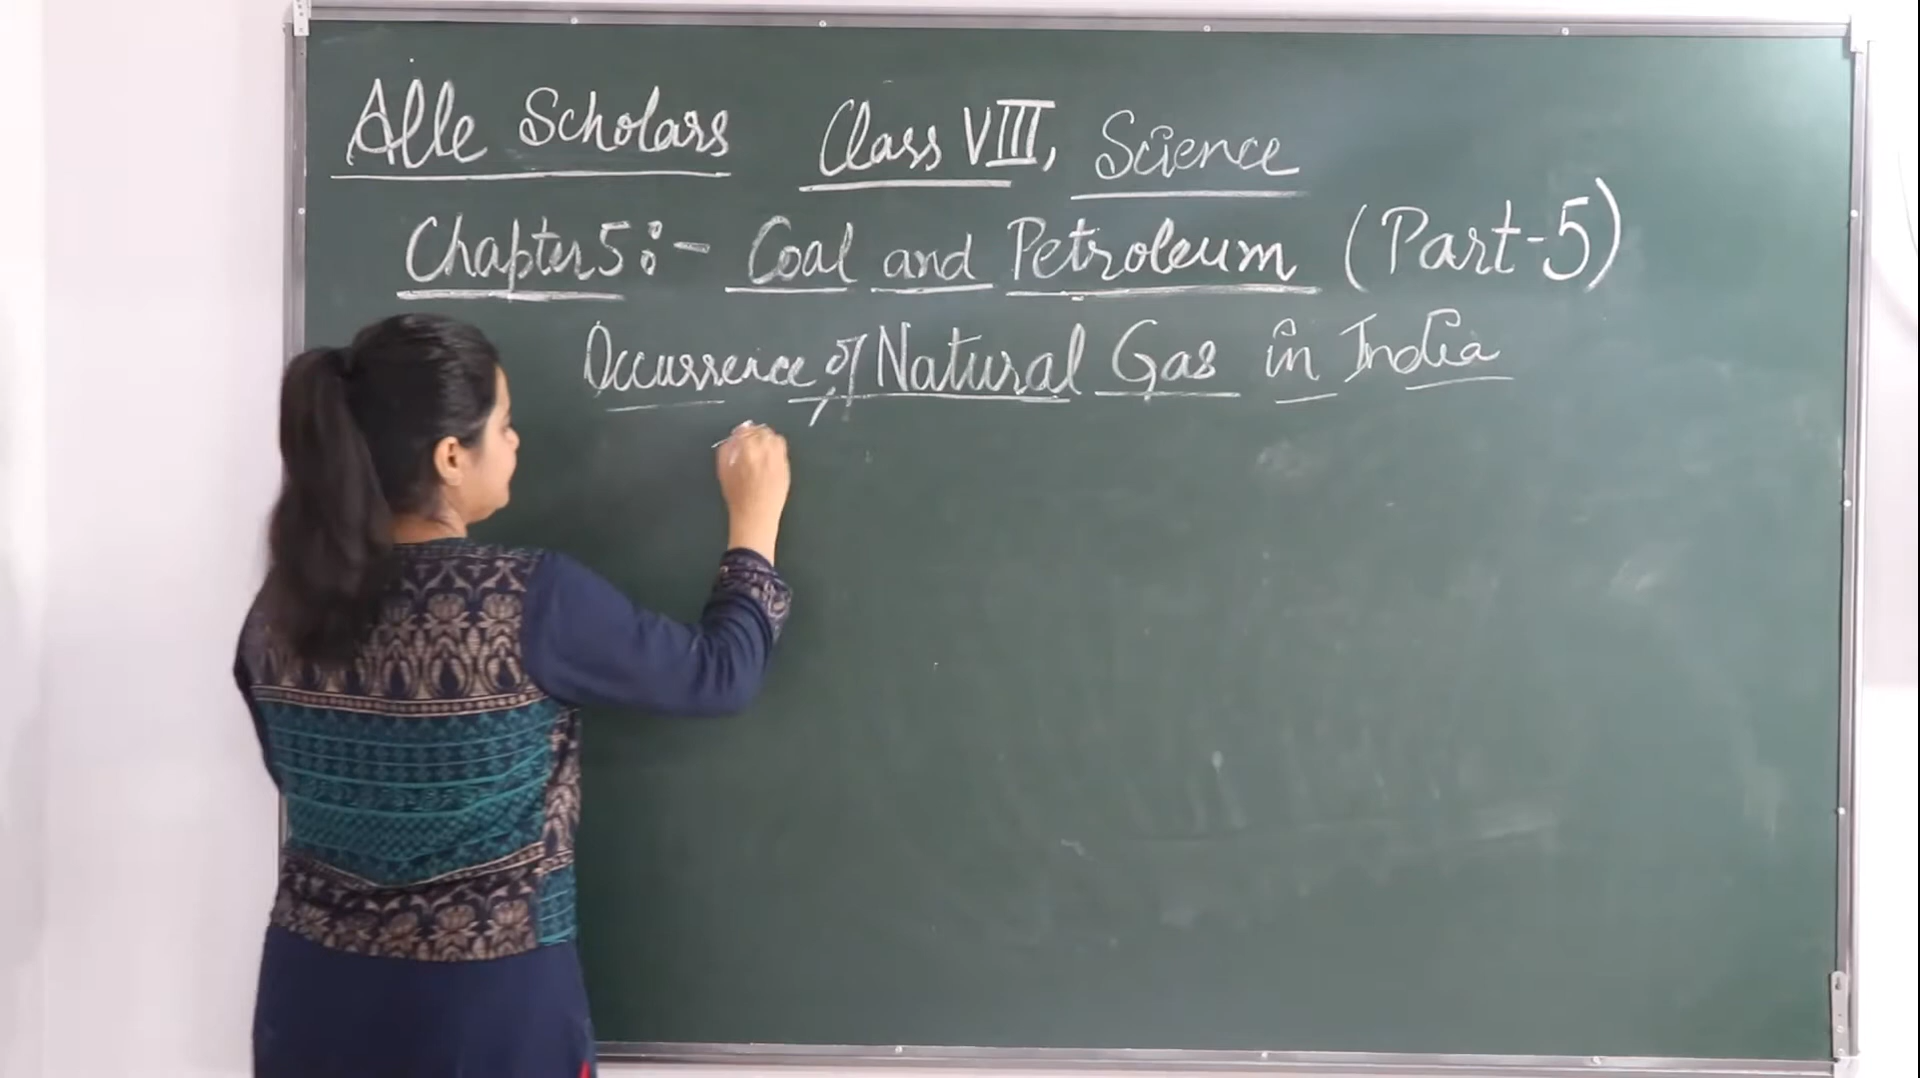 Alle Scholars Class VIII, Science
Chapter 5:- Coal and Petroleum (Part-5)
Occurrence of Natural Gas in India